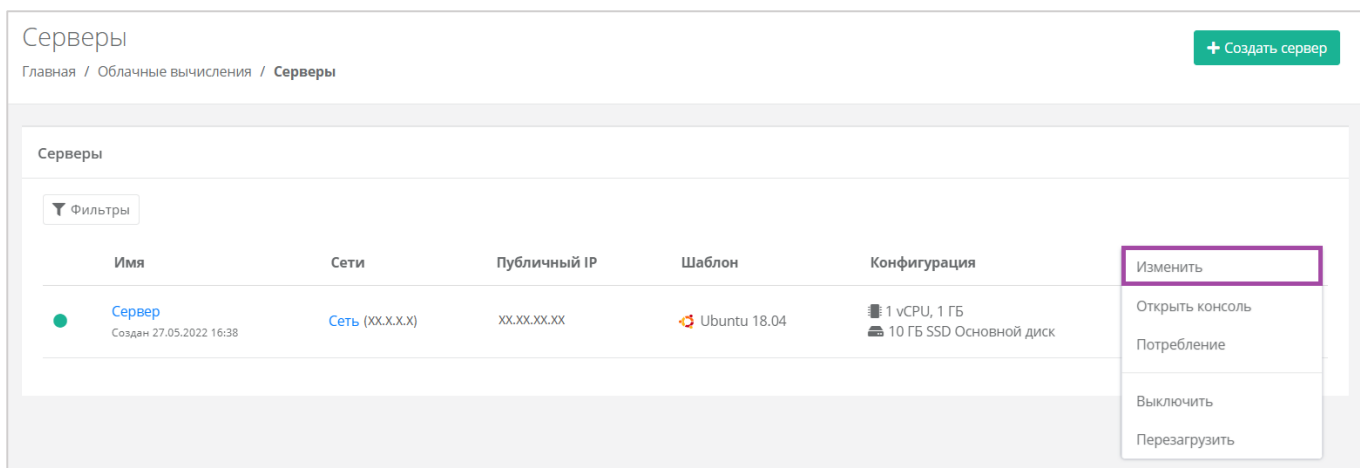 Серверы
+ Создать сервер
Главная / Облачные вычисления / Серверы
Серверы
Фильтры
Имя Сети Публичный IP Шаблон Конфигурация
Сервер Сеть (XX.X.X.X) XX.XX.XX.XX Ubuntu 18.04 1 vCPU, 1 ГБ
Создан 27.05.2022 16:38 10 ГБ SSD Основной диск
Изменить
Открыть консоль
Потребление
Выключить
Перезагрузить